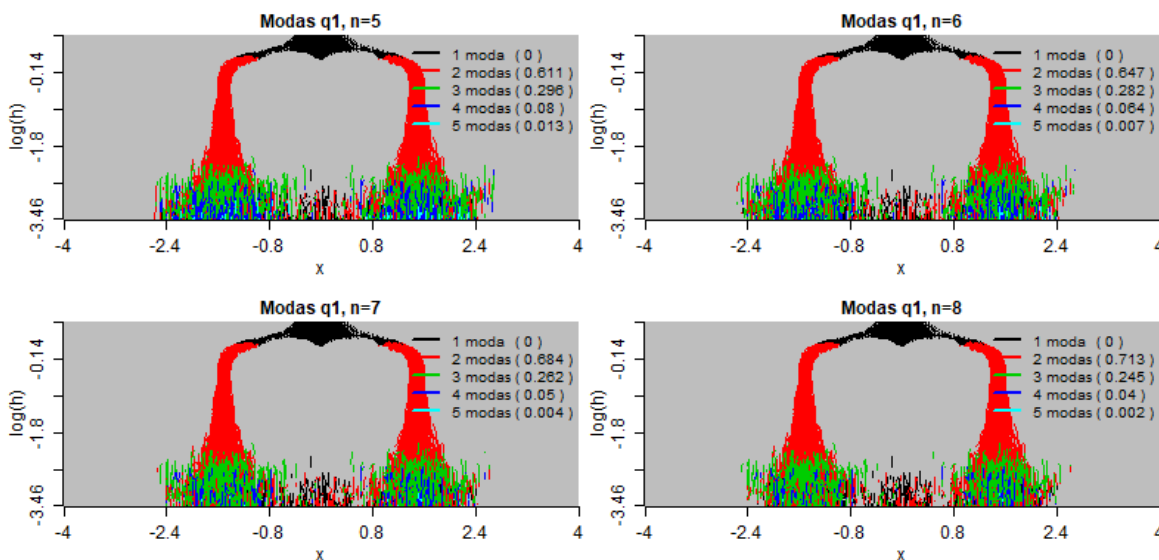 Modas q1, n=5
1 moda ( 0 )
2 modas ( 0.611 )
3 modas ( 0.296 )
4 modas ( 0.08 )
5 modas ( 0.013 )
log(h)
-0.14
-1.8
-3.46
-4 -2.4 -0.8 0.8 2.4 4
x
Modas q1, n=6
1 moda ( 0 )
2 modas ( 0.647 )
3 modas ( 0.282 )
4 modas ( 0.064 )
5 modas ( 0.007 )
log(h)
-0.14
-1.8
-3.46
-4 -2.4 -0.8 0.8 2.4 4
x
Modas q1, n=7
1 moda ( 0 )
2 modas ( 0.684 )
3 modas ( 0.262 )
4 modas ( 0.05 )
5 modas ( 0.004 )
log(h)
-0.14
-1.8
-3.46
-4 -2.4 -0.8 0.8 2.4 4
x
Modas q1, n=8
1 moda ( 0 )
2 modas ( 0.713 )
3 modas ( 0.245 )
4 modas ( 0.04 )
5 modas ( 0.002 )
log(h)
-0.14
-1.8
-3.46
-4 -2.4 -0.8 0.8 2.4 4
x